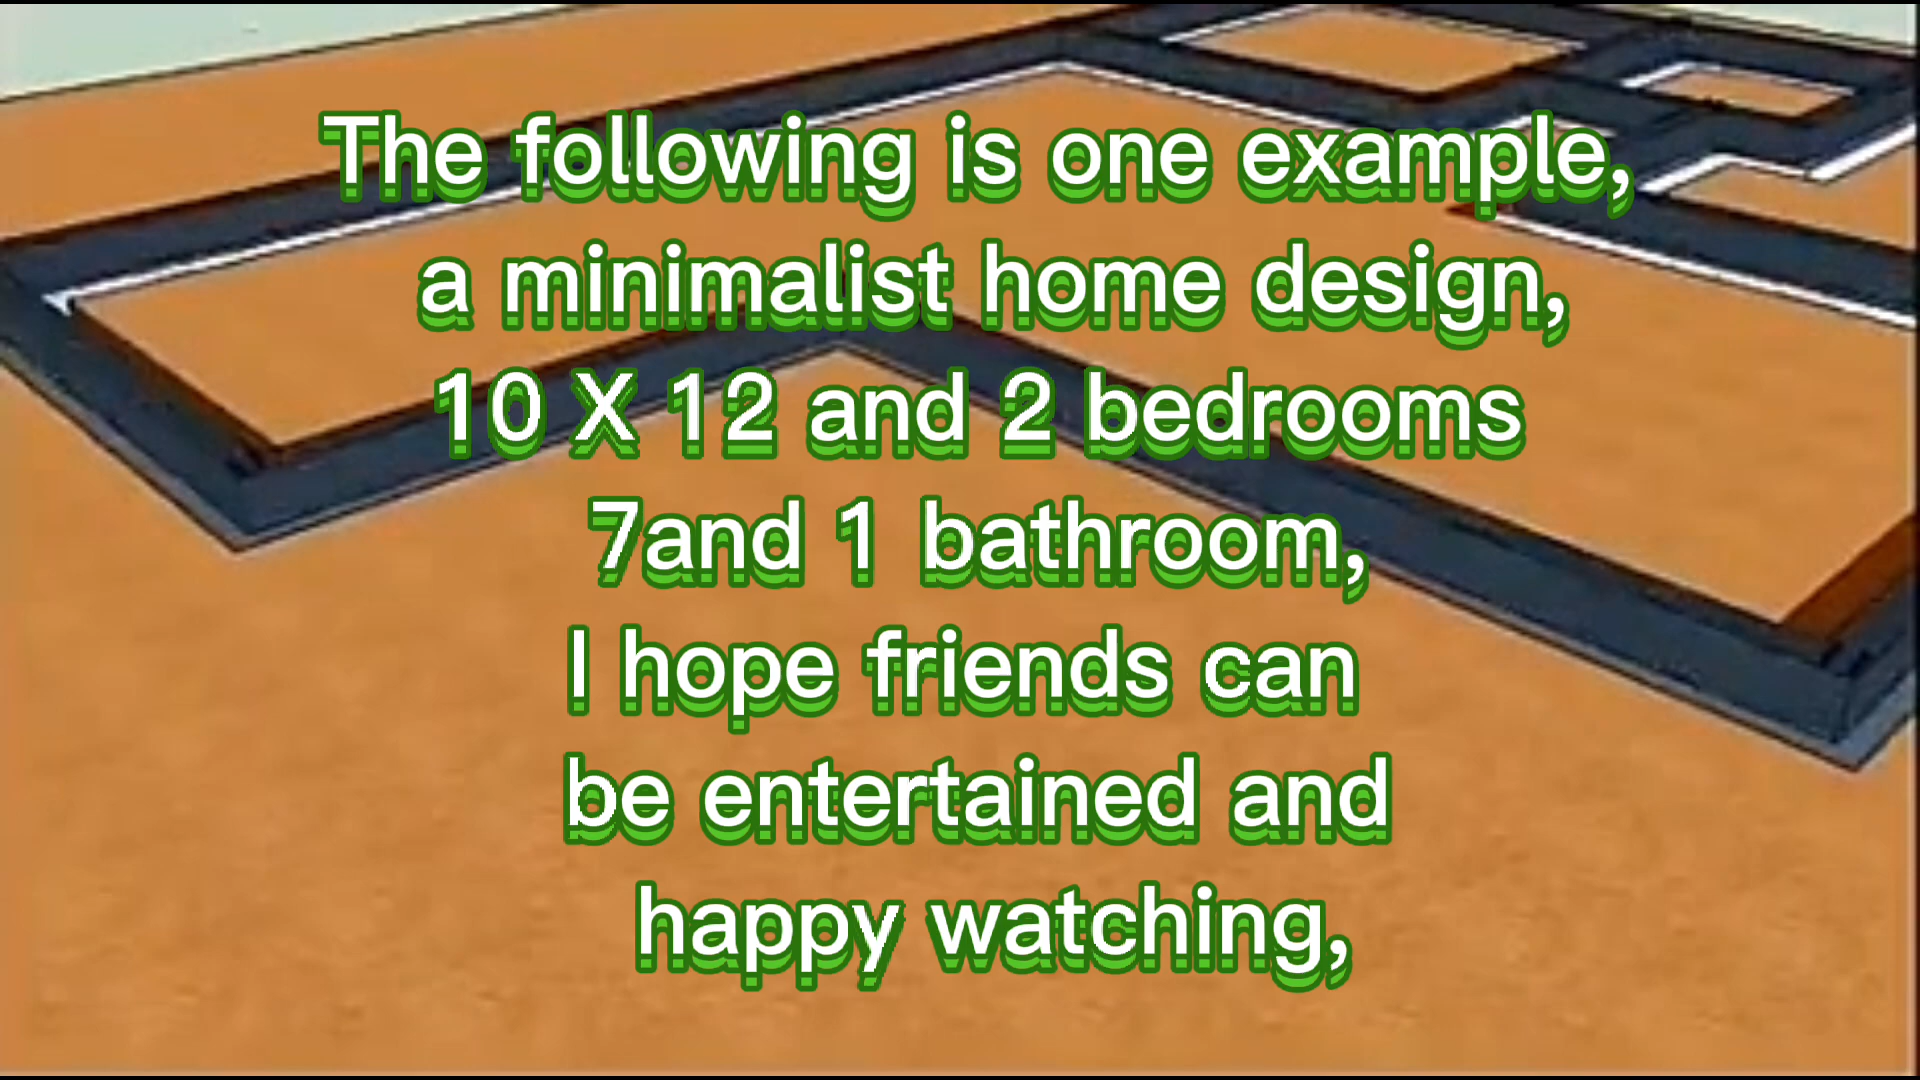 The following is one example,
a minimalist home design,
10 X 12 and 2 bedrooms
7and 1 bathroom,
I hope friends can
be entertained and
happy watching,